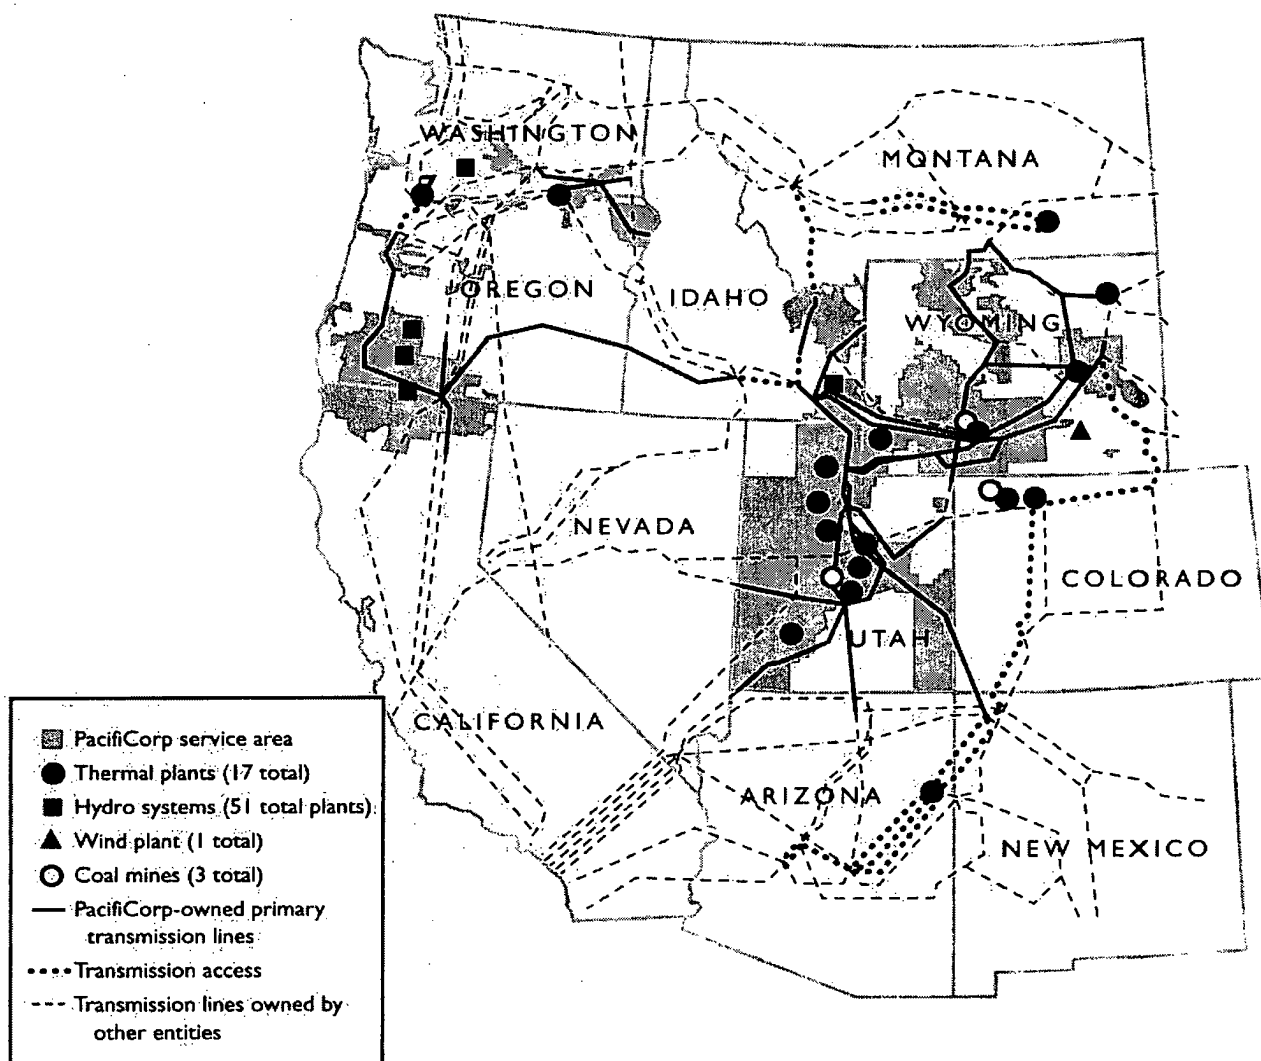 WASHINGTON
MONTANA
OREGON
IDAHO
WYOMING
NEVADA
COLORADO
UTAH
CALIFORNIA
ARIZONA
NEW MEXICO
PacifiCorp service area
Thermal plants (17 total)
Hydro systems (51 total plants)
Wind plant (1 total)
Coal mines (3 total)
PacifiCorp-owned primary
transmission lines
Transmission access
Transmission lines owned by
other entities